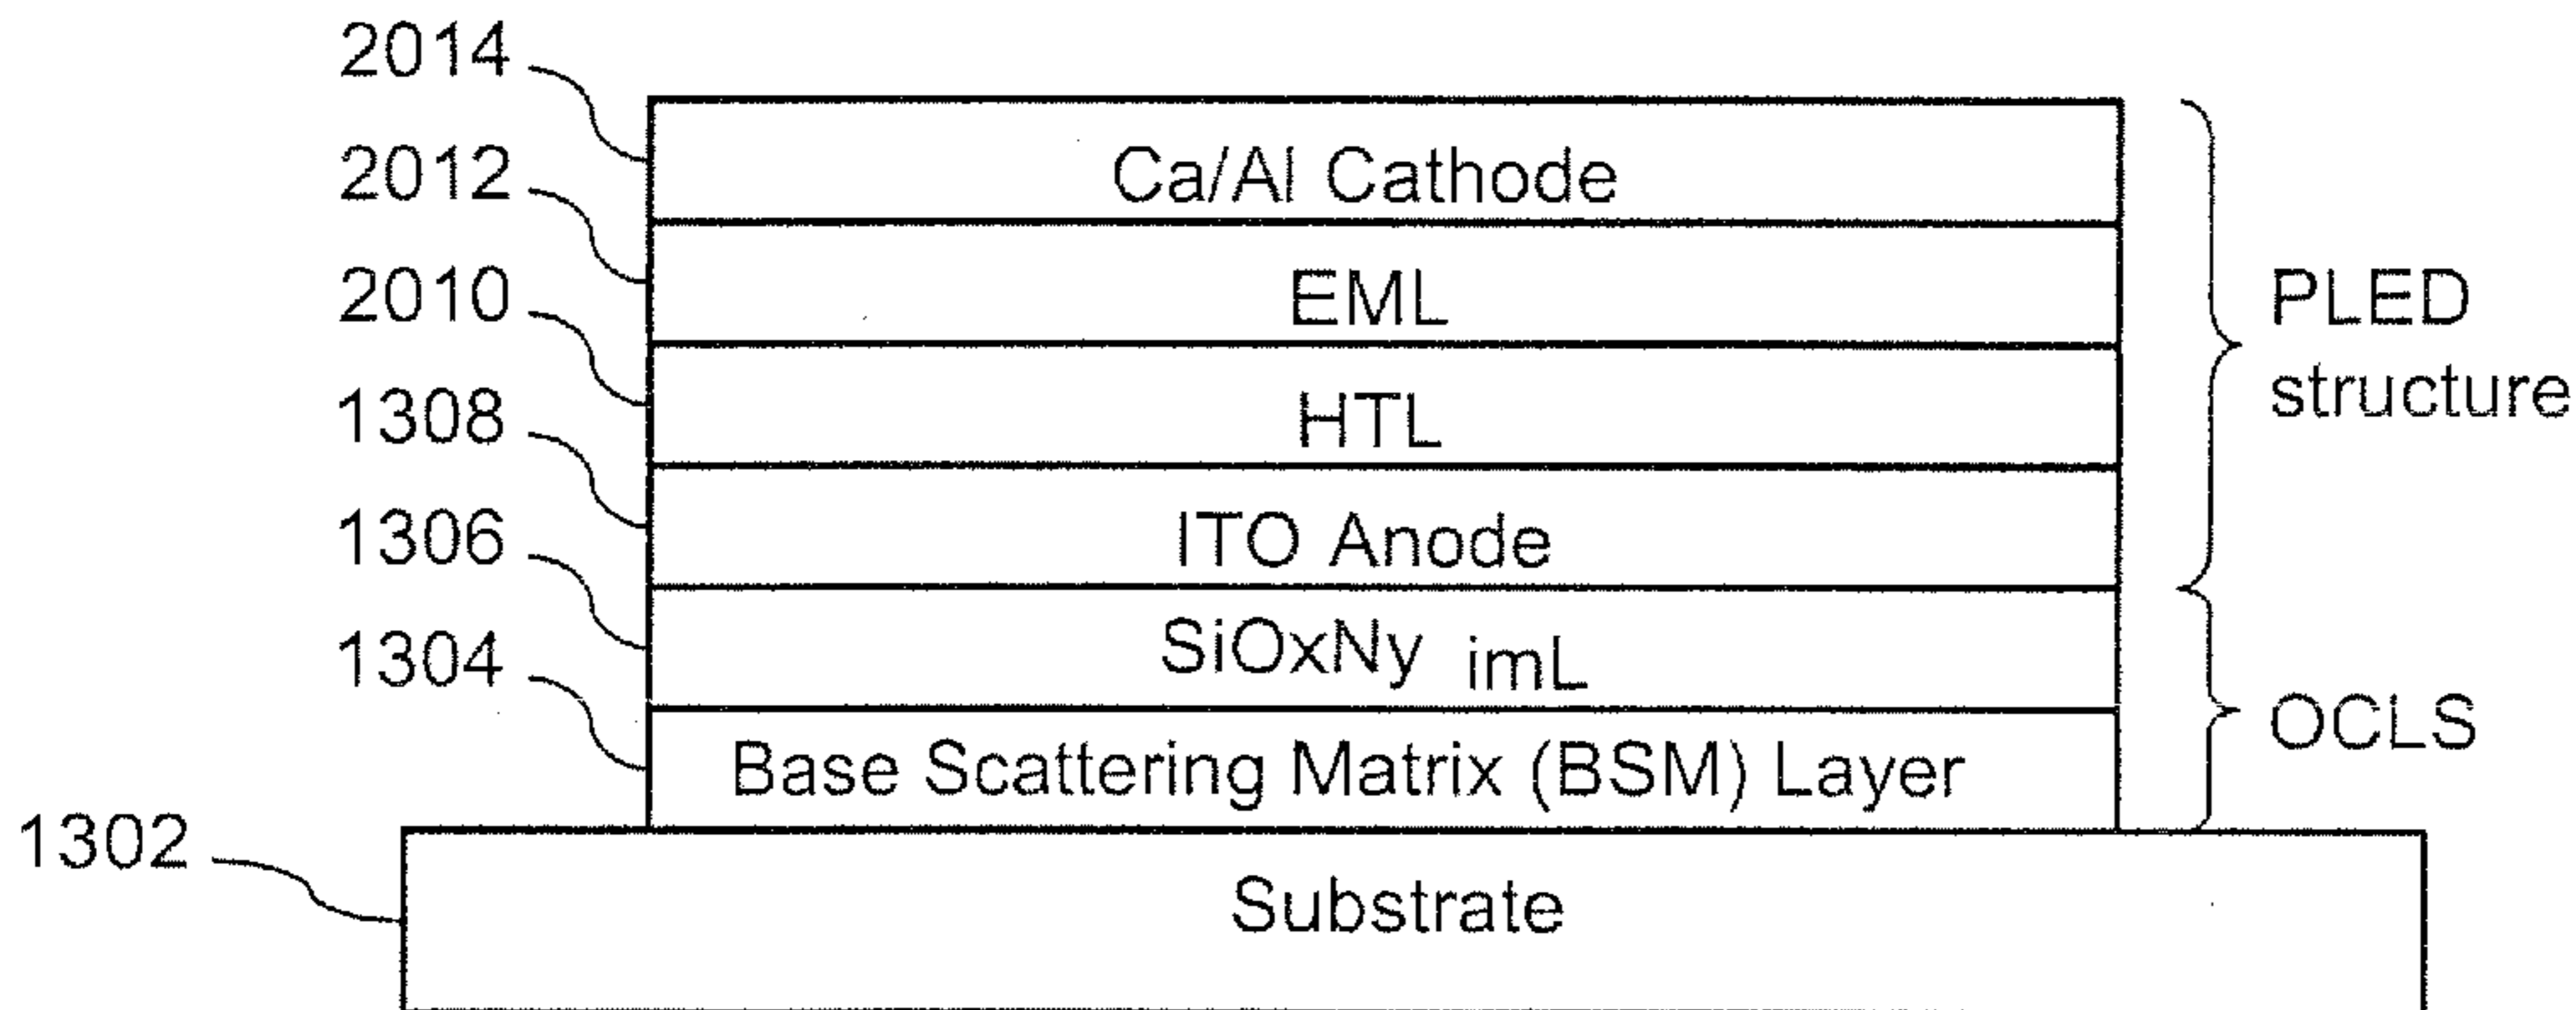 2014
Ca/Al Cathode
2012
EML
2010
HTL
PLED
structure
1308
ITO Anode
1306
SiOxNy imL
1304
Base Scattering Matrix (BSM) Layer
OCLS
1302
Substrate